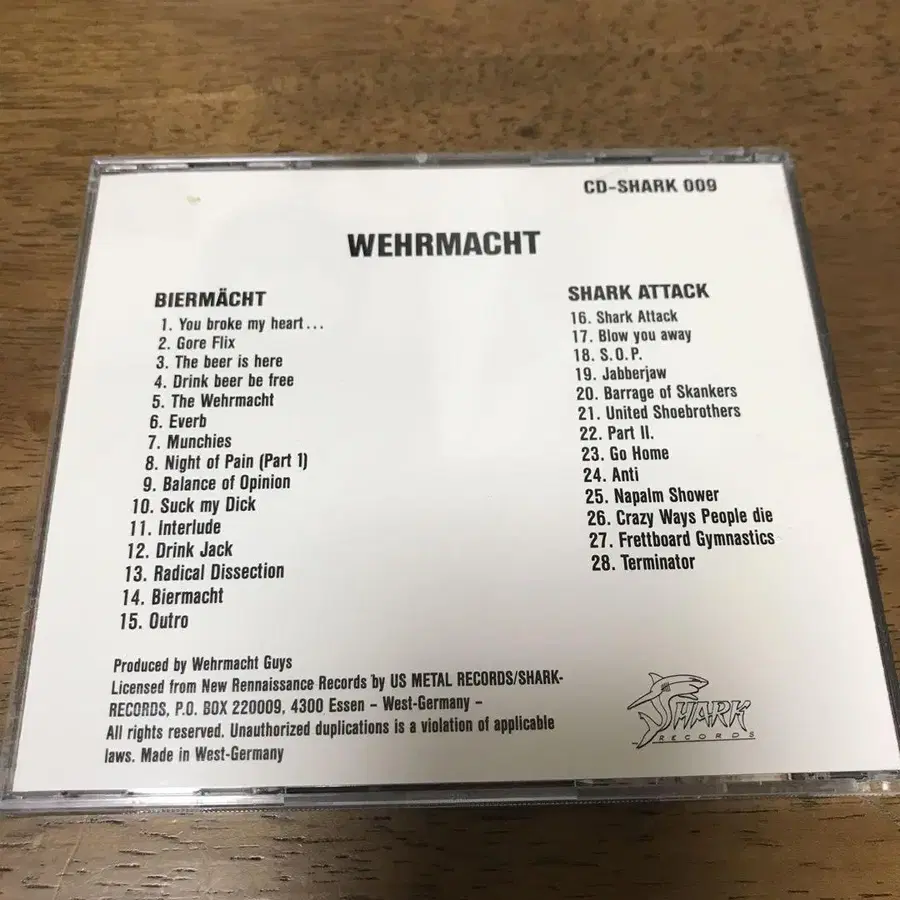 CD-SHARK 009
WEHRMACHT
BIERMÄCHT
1. You broke my heart...
2. Gore Flix
3. The beer is here
4. Drink beer be free
5. The Wehrmacht
6. Everb
7. Munchies
8. Night of Pain (Part 1)
9. Balance of Opinion
10. Suck my Dick
11. Interlude
12. Drink Jack
13. Radical Dissection
14. Biermacht
15. Outro
SHARK ATTACK
16. Shark Attack
17. Blow you away
18. S.O.P.
19. Jabberjaw
20. Barrage of Skankers
21. United Shoebrothers
22. Part II.
23. Go Home
24. Anti
25. Napalm Shower
26. Crazy Ways People die
27. Frettboard Gymnastics
28. Terminator
Produced by Wehrmacht Guys
Licensed from New Rennaissance Records by US METAL RECORDS/SHARK-
RECORDS, P.O. BOX 220009, 4300 Essen – West-Germany –
All rights reserved. Unauthorized duplications is a violation of applicable
laws. Made in West-Germany
SHARK
RECORDS